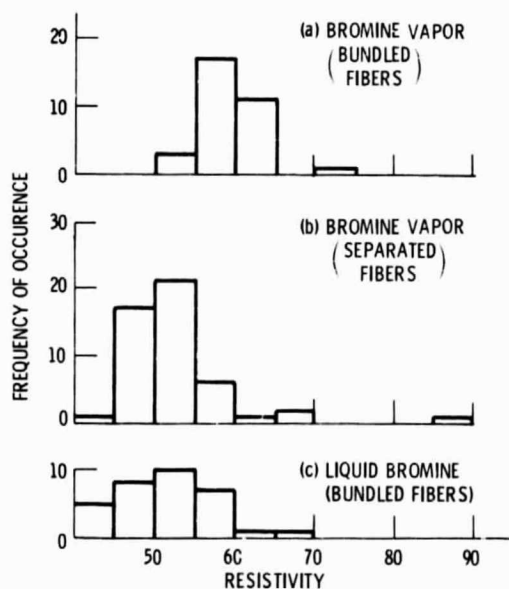 FREQUENCY OF OCCURENCE
20
10
0
(a) BROMINE VAPOR
(BUNDLED
FIBERS)
30
20
10
0
(b) BROMINE VAPOR
(SEPARATED
FIBERS)
10
0
(c) LIQUID BROMINE
(BUNDLED FIBERS)
50 60 70 80 90
RESISTIVITY